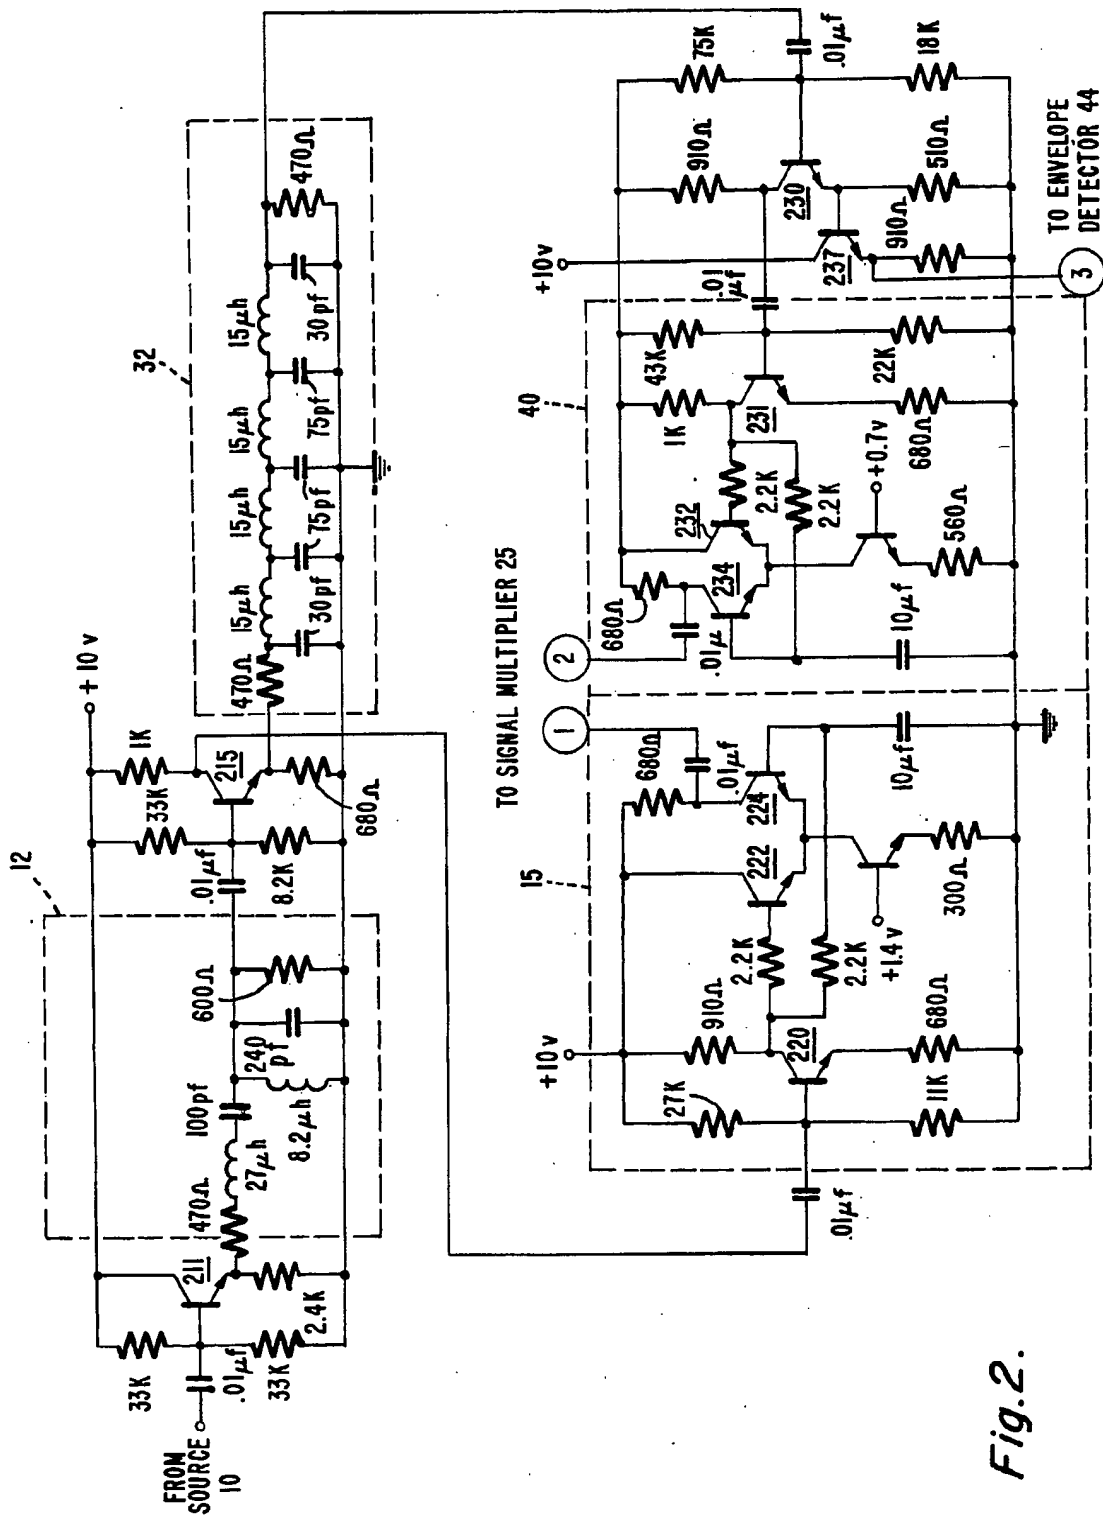 FROM
SOURCE
10
33K
.01µf
33K
211
2.4K
12
470Ω
27µh
100pf
8.2µh
240
pf
600Ω
.01µf
33K
8.2K
+10v
1K
215
680Ω
32
470Ω
15µh
30pf
15µh
75pf
15µh
75pf
15µh
30pf
470Ω
.01µf
15
+10v
27K
11K
910Ω
220
680Ω
2.2K
2.2K
222
224
+1.4v
300Ω
680Ω
.01µf
10µf
1
TO SIGNAL MULTIPLIER 25
2
40
680Ω
.01µ
234
232
10µf
560Ω
+0.7v
2.2K
2.2K
1K
231
680Ω
43K
22K
.01
µf
+10v
237
910Ω
910Ω
230
510Ω
75K
18K
.01µf
3
TO ENVELOPE
DETECTOR 44
Fig.2.